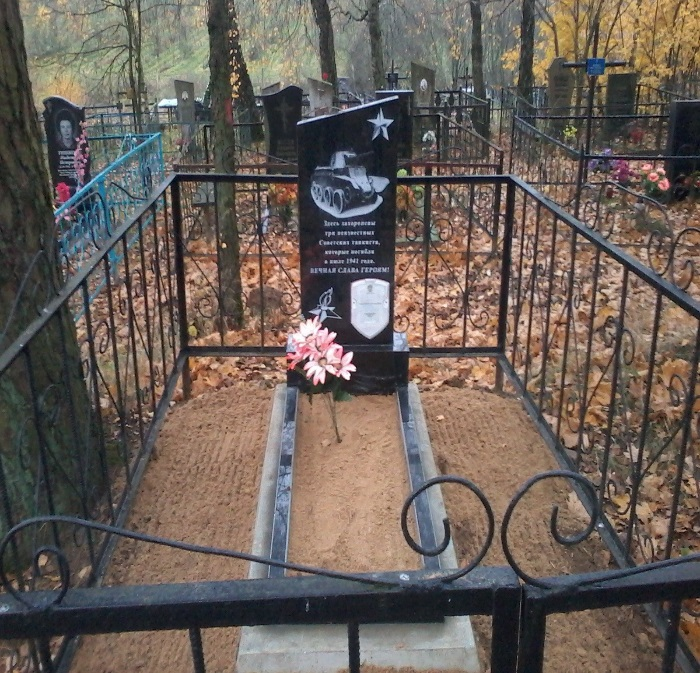 Здесь захоронены
три неизвестных
Советских танкиста,
которые погибли
в июле 1941 года.
ВЕЧНАЯ СЛАВА ГЕРОЯМ!